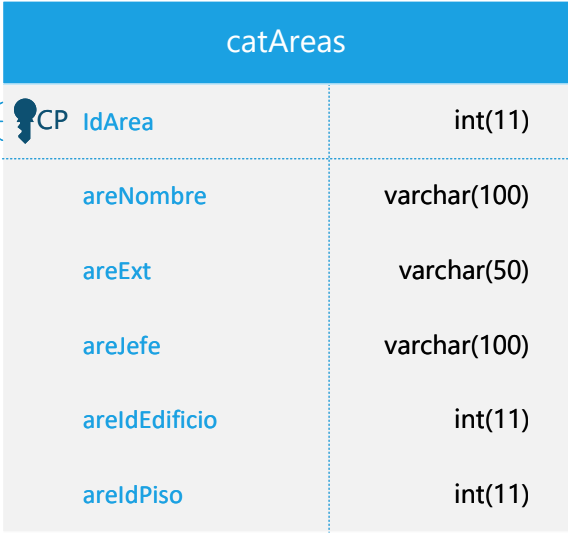 catAreas
CP IdArea int(11)
areNombre varchar(100)
areExt varchar(50)
areJefe varchar(100)
areIdEdificio int(11)
areIdPiso int(11)